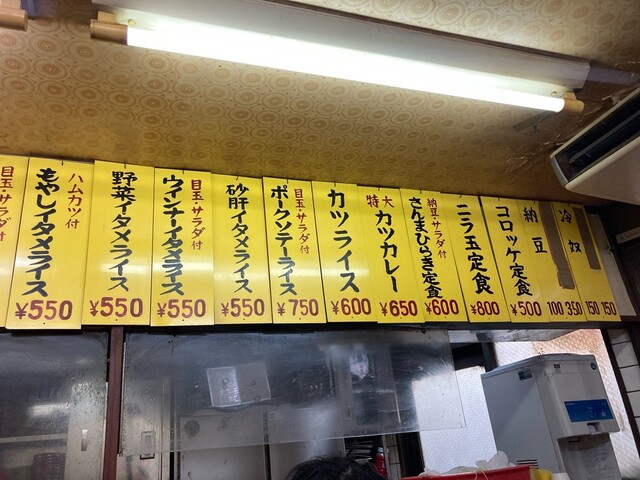 玉・サラダ付
ハムカツ付
もやしイタメライス
¥550
野菜イタメライス
¥550
目玉・サラダ付
ウインナーイタメライス
¥550
砂肝イタメライス
¥550
目玉・サラダ付
ポークソテーライス
¥750
カツライス
¥600
特大
カツカレー
¥650
納豆・サラダ付
さんまひらき定食
¥600
ニラ玉定食
¥800
コロッケ定食
¥500
納豆
100
350
冷奴
150
150